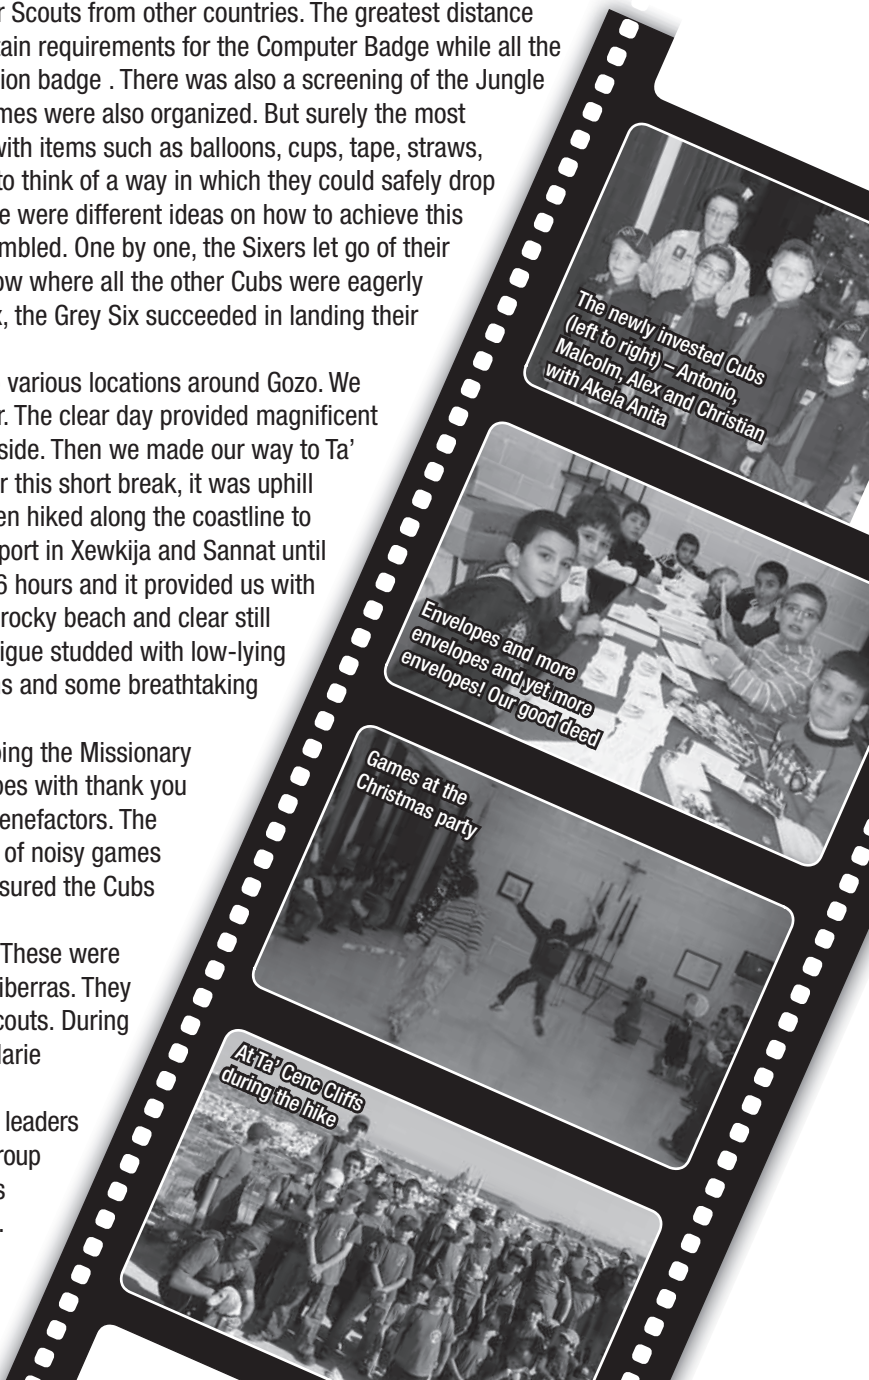 r Scouts from other countries. The greatest distance
tain requirements for the Computer Badge while all the
ion badge . There was also a screening of the Jungle
mes were also organized. But surely the most
with items such as balloons, cups, tape, straws,
to think of a way in which they could safely drop
e were different ideas on how to achieve this
mbled. One by one, the Sixers let go of their
ow where all the other Cubs were eagerly
x, the Grey Six succeeded in landing their
various locations around Gozo. We
r. The clear day provided magnificent
side. Then we made our way to Ta’
r this short break, it was uphill
en hiked along the coastline to
port in Xewkija and Sannat until
6 hours and it provided us with
rocky beach and clear still
igue studded with low-lying
s and some breathtaking
ping the Missionary
pes with thank you
enefactors. The
of noisy games
sured the Cubs
These were
iberras. They
couts. During
larie
leaders
roup
s
.
The newly invested Cubs
(left to right) – Antonio,
Malcolm, Alex and Christian
with Akela Anita
Envelopes and more
envelopes and yet more
envelopes! Our good deed
Games at the
Christmas party
At Ta’ Cenc Cliffs
during the hike